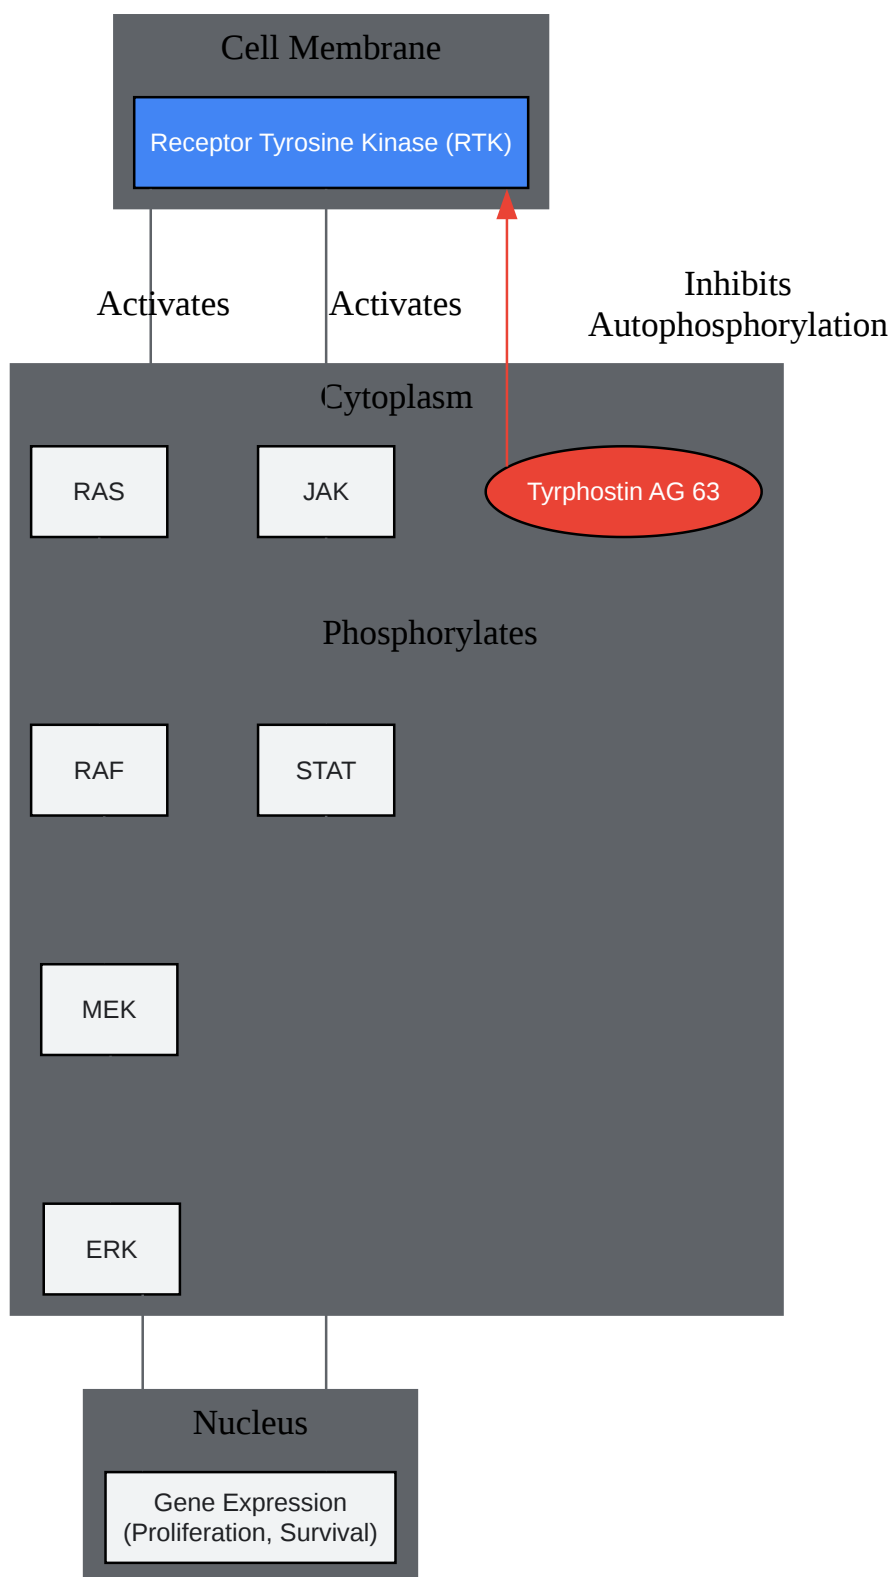 Cell Membrane
Receptor Tyrosine Kinase (RTK)
Activates
Activates
Inhibits
Autophosphorylation
Cytoplasm
RAS
JAK
Tyrphostin AG 63
Phosphorylates
RAF
STAT
MEK
ERK
Nucleus
Gene Expression
(Proliferation, Survival)